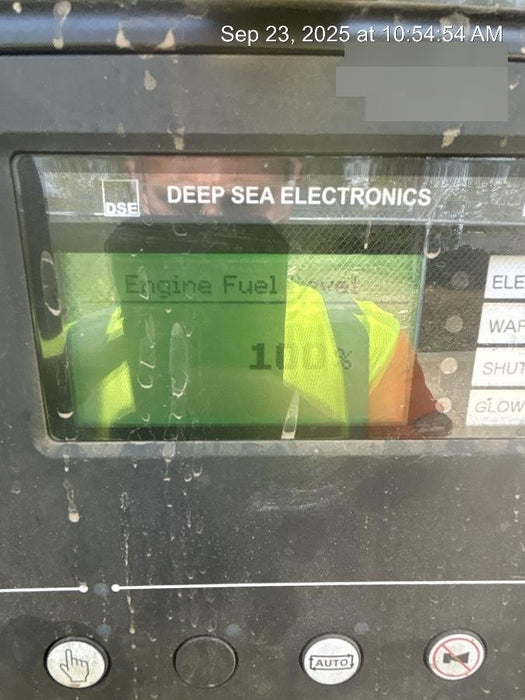 Sep 23, 2025 at 10:54:54 AM
DSE
DEEP SEA ELECTRONICS
Engine Fuel Level
100%
ELE
WAR
SHUT
GLOW
AUTO